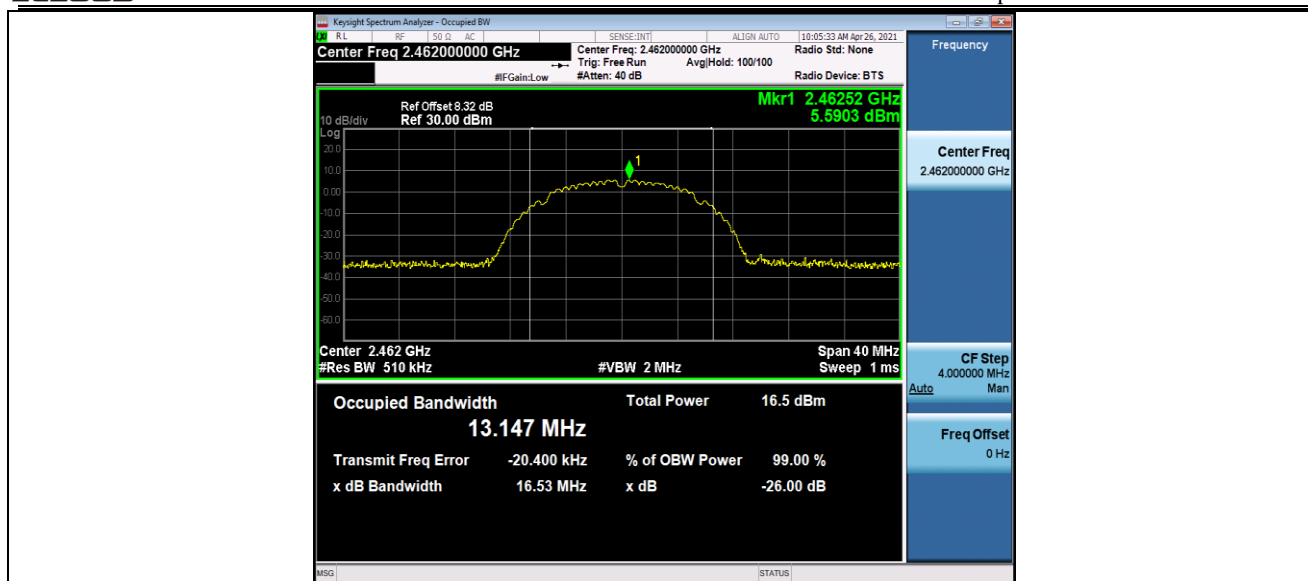 Keysight Spectrum Analyzer - Occupied BW
RL RF 50 Ω AC SENSE:INT ALIGN AUTO 10:05:33 AM Apr 26, 2021
Center Freq 2.462000000 GHz
Center Freq: 2.462000000 GHz
Radio Std: None
Trig: Free Run Avg|Hold: 100/100
#IFGain:Low #Atten: 40 dB
Radio Device: BTS
Frequency
Mkr1 2.46252 GHz
5.5903 dBm
Ref Offset 8.32 dB
10 dB/div Ref 30.00 dBm
Log
20.0
10.0
0.00
-10.0
-20.0
-30.0
-40.0
-50.0
-60.0
1
Center 2.462 GHz Span 40 MHz
#Res BW 510 kHz #VBW 2 MHz Sweep 1 ms
Occupied Bandwidth Total Power 16.5 dBm
13.147 MHz
Transmit Freq Error -20.400 kHz % of OBW Power 99.00 %
x dB Bandwidth 16.53 MHz x dB -26.00 dB
Center Freq
2.462000000 GHz
CF Step
4.000000 MHz
Auto Man
Freq Offset
0 Hz
MSG STATUS